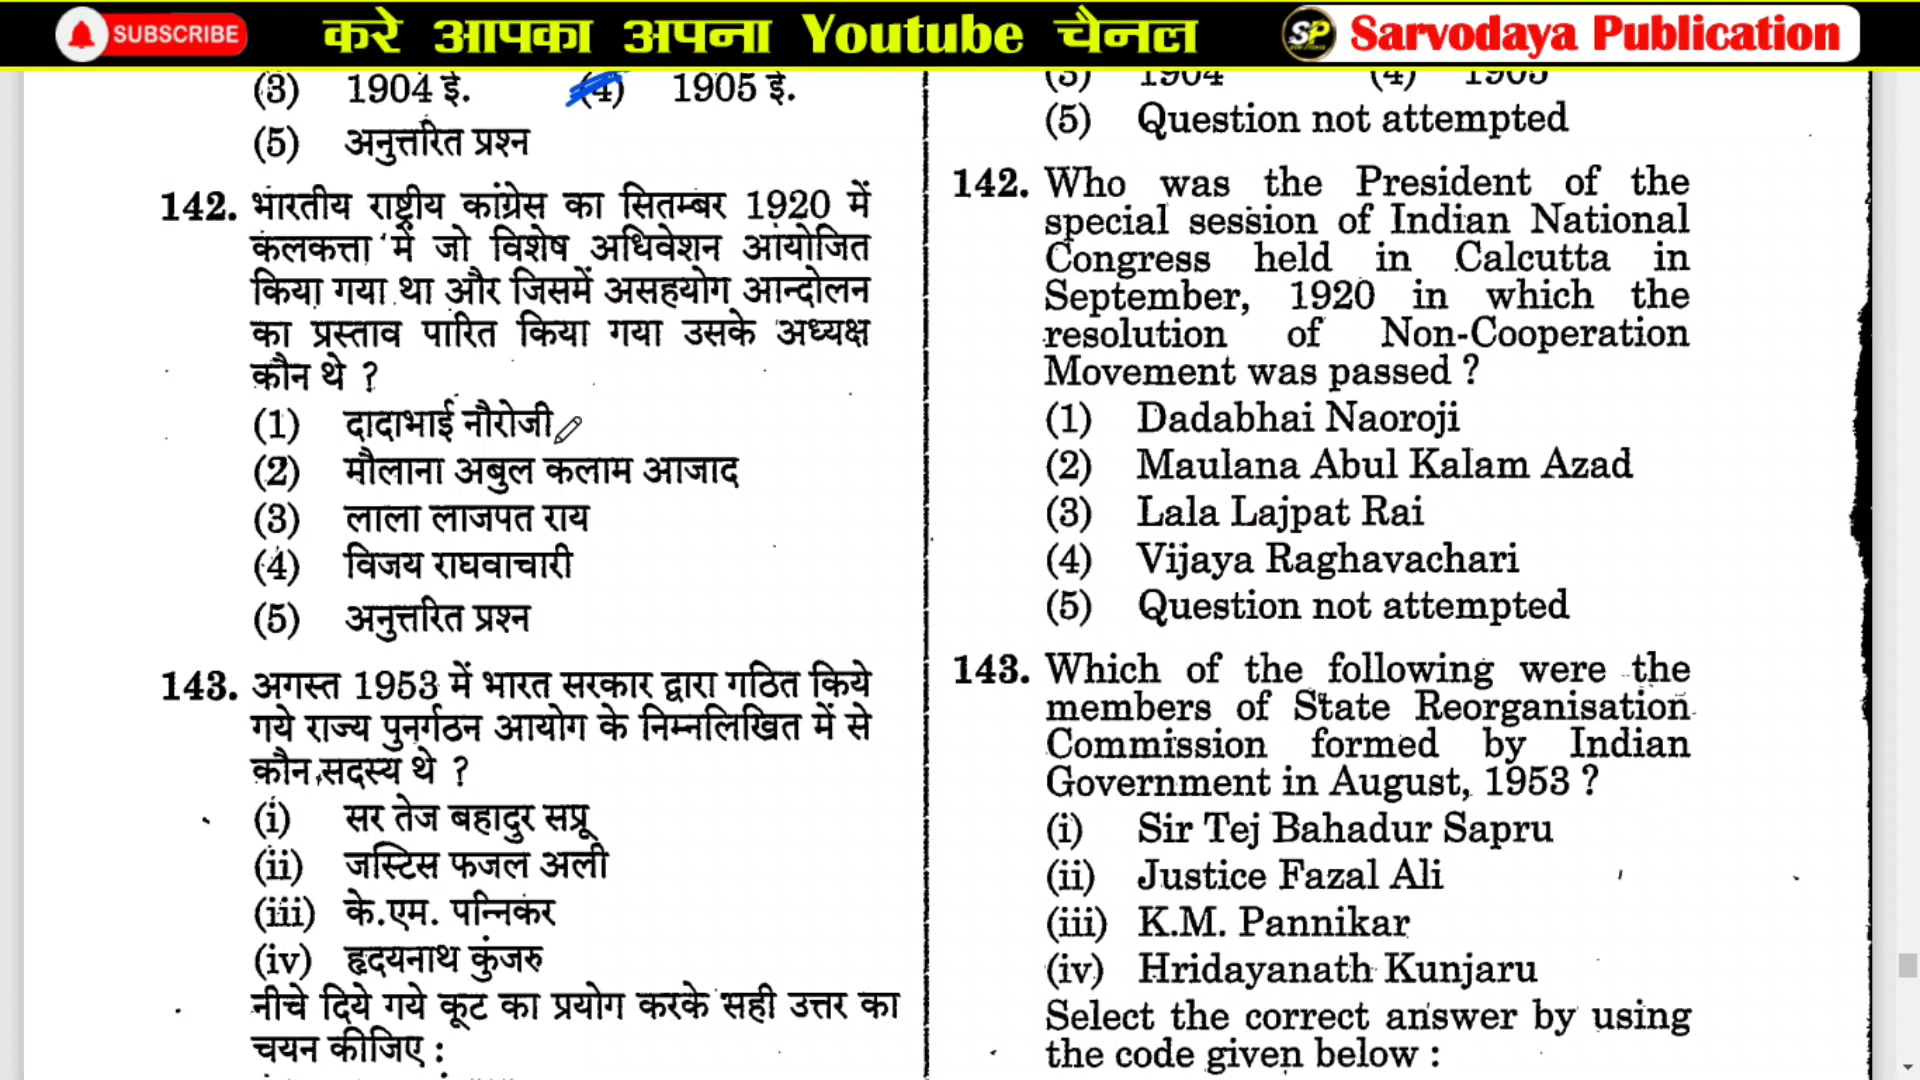 SUBSCRIBE
करे आपका अपना Youtube चैनल
SP
Sarvodaya Publication
(3) 1904 ई. (4) 1905 ई.
(5) अनुत्तरित प्रश्न
142. भारतीय राष्ट्रीय कांग्रेस का सितम्बर 1920 में
कलकत्ता में जो विशेष अधिवेशन आयोजित
किया गया था और जिसमें असहयोग आन्दोलन
का प्रस्ताव पारित किया गया उसके अध्यक्ष
कौन थे ?
(1) दादाभाई नौरोजी
(2) मौलाना अबुल कलाम आजाद
(3) लाला लाजपत राय
(4) विजय राघवाचारी
(5) अनुत्तरित प्रश्न
143. अगस्त 1953 में भारत सरकार द्वारा गठित किये
गये राज्य पुनर्गठन आयोग के निम्नलिखित में से
कौन सदस्य थे ?
(i) सर तेज बहादुर सप्रू
(ii) जस्टिस फजल अली
(iii) के.एम. पन्निकर
(iv) हृदयनाथ कुंजरु
नीचे दिये गये कूट का प्रयोग करके सही उत्तर का
चयन कीजिए :
(3) 1904 (4) 1905
(5) Question not attempted
142. Who was the President of the
special session of Indian National
Congress held in Calcutta in
September, 1920 in which the
resolution of Non-Cooperation
Movement was passed ?
(1) Dadabhai Naoroji
(2) Maulana Abul Kalam Azad
(3) Lala Lajpat Rai
(4) Vijaya Raghavachari
(5) Question not attempted
143. Which of the following were the
members of State Reorganisation
Commission formed by Indian
Government in August, 1953 ?
(i) Sir Tej Bahadur Sapru
(ii) Justice Fazal Ali
(iii) K.M. Pannikar
(iv) Hridayanath Kunjaru
Select the correct answer by using
the code given below :